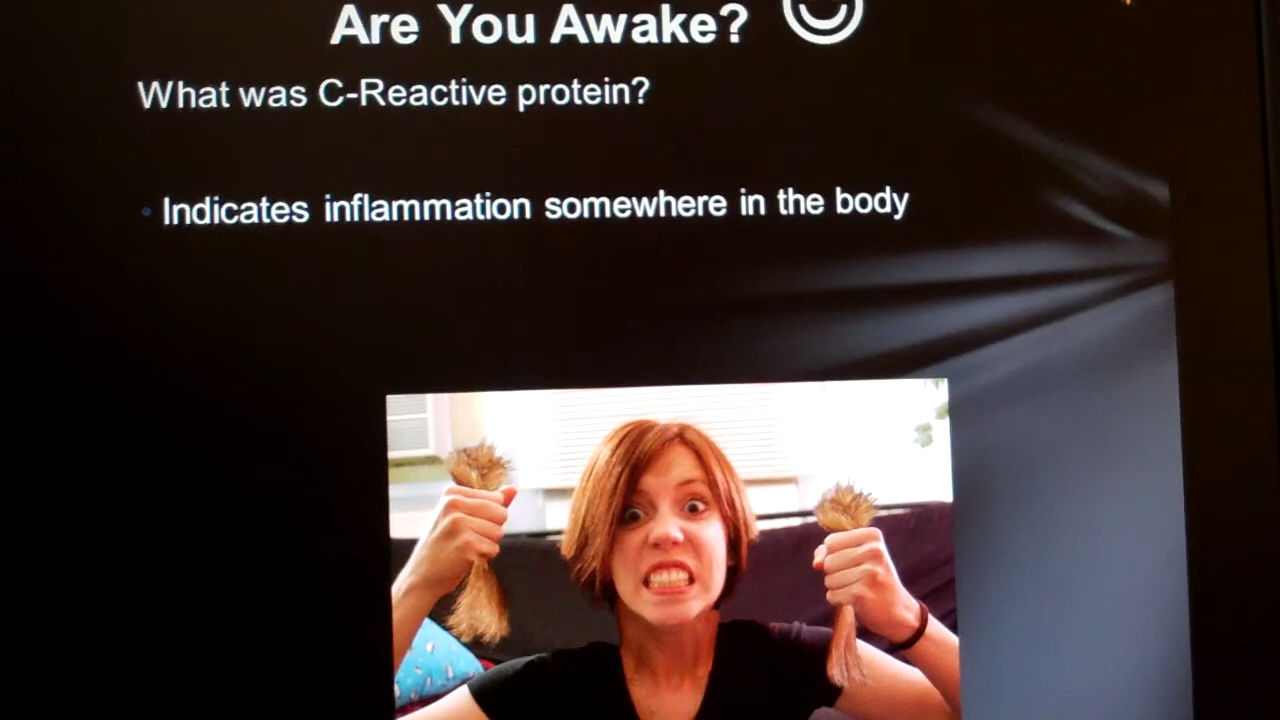 Are You Awake?
What was C-Reactive protein?
Indicates inflammation somewhere in the body